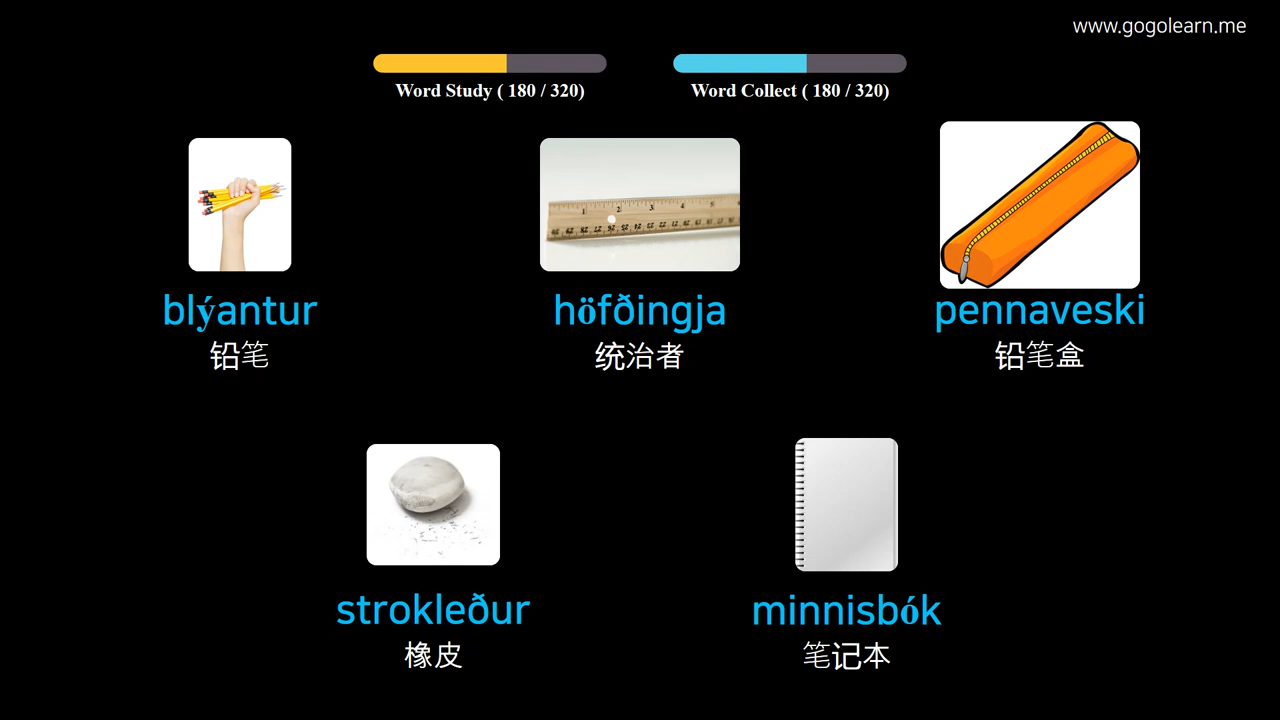 www.gogolearn.me
Word Study ( 180 / 320)
Word Collect ( 180 / 320)
blýantur
铅笔
höfðingja
统治者
pennaveski
铅笔盒
strokleður
橡皮
minnisbók
笔记本